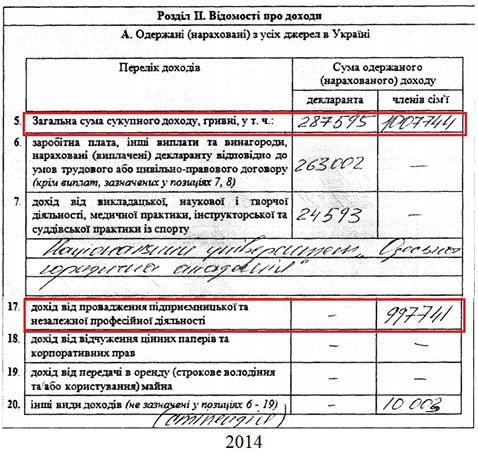 Розділ II. Відомості про доходи
А. Одержані (нараховані) з усіх джерел в Україні
Перелік доходів
Сума одержаного
(нарахованого) доходу
декларанта
членів сім'ї
5. Загальна сума сукупного доходу, гривні, у т. ч.: 287595 1007744
6. заробітна плата, інші виплати та винагороди,
нараховані (виплачені) декларанту відповідно до
умов трудового або цивільно-правового договору
(крім виплат, зазначених у позиціях 7, 8)
263002 —
7. дохід від викладацької, наукової і творчої
діяльності, медичної практики, інструкторської та
суддівської практики із спорту
24593 —
Національний університет „Одеська
юридична академія"
17. дохід від провадження підприємницької та
незалежної професійної діяльності
— 997741
18. дохід від відчуження цінних паперів та
корпоративних прав
— —
19. дохід від передачі в оренду (строкове володіння
та/або користування) майна
— —
20. інші види доходів (не зазначені у позиціях 6 - 19) — 10 003
(стипендія)
2014